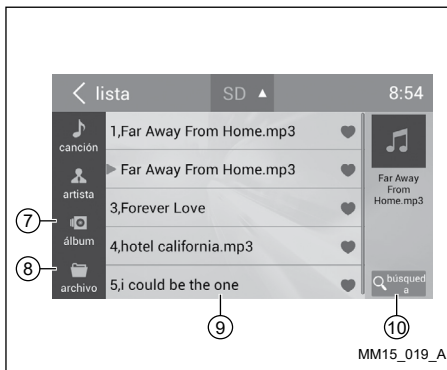 lista SD ▲ 8:54
canción
artista
álbum
archivo
1,Far Away From Home.mp3
Far Away From Home.mp3
3,Forever Love
4,hotel california.mp3
5,i could be the one
Far Away
From
Home.mp3
búsqued
a
7
8
9
10
MM15_019_A